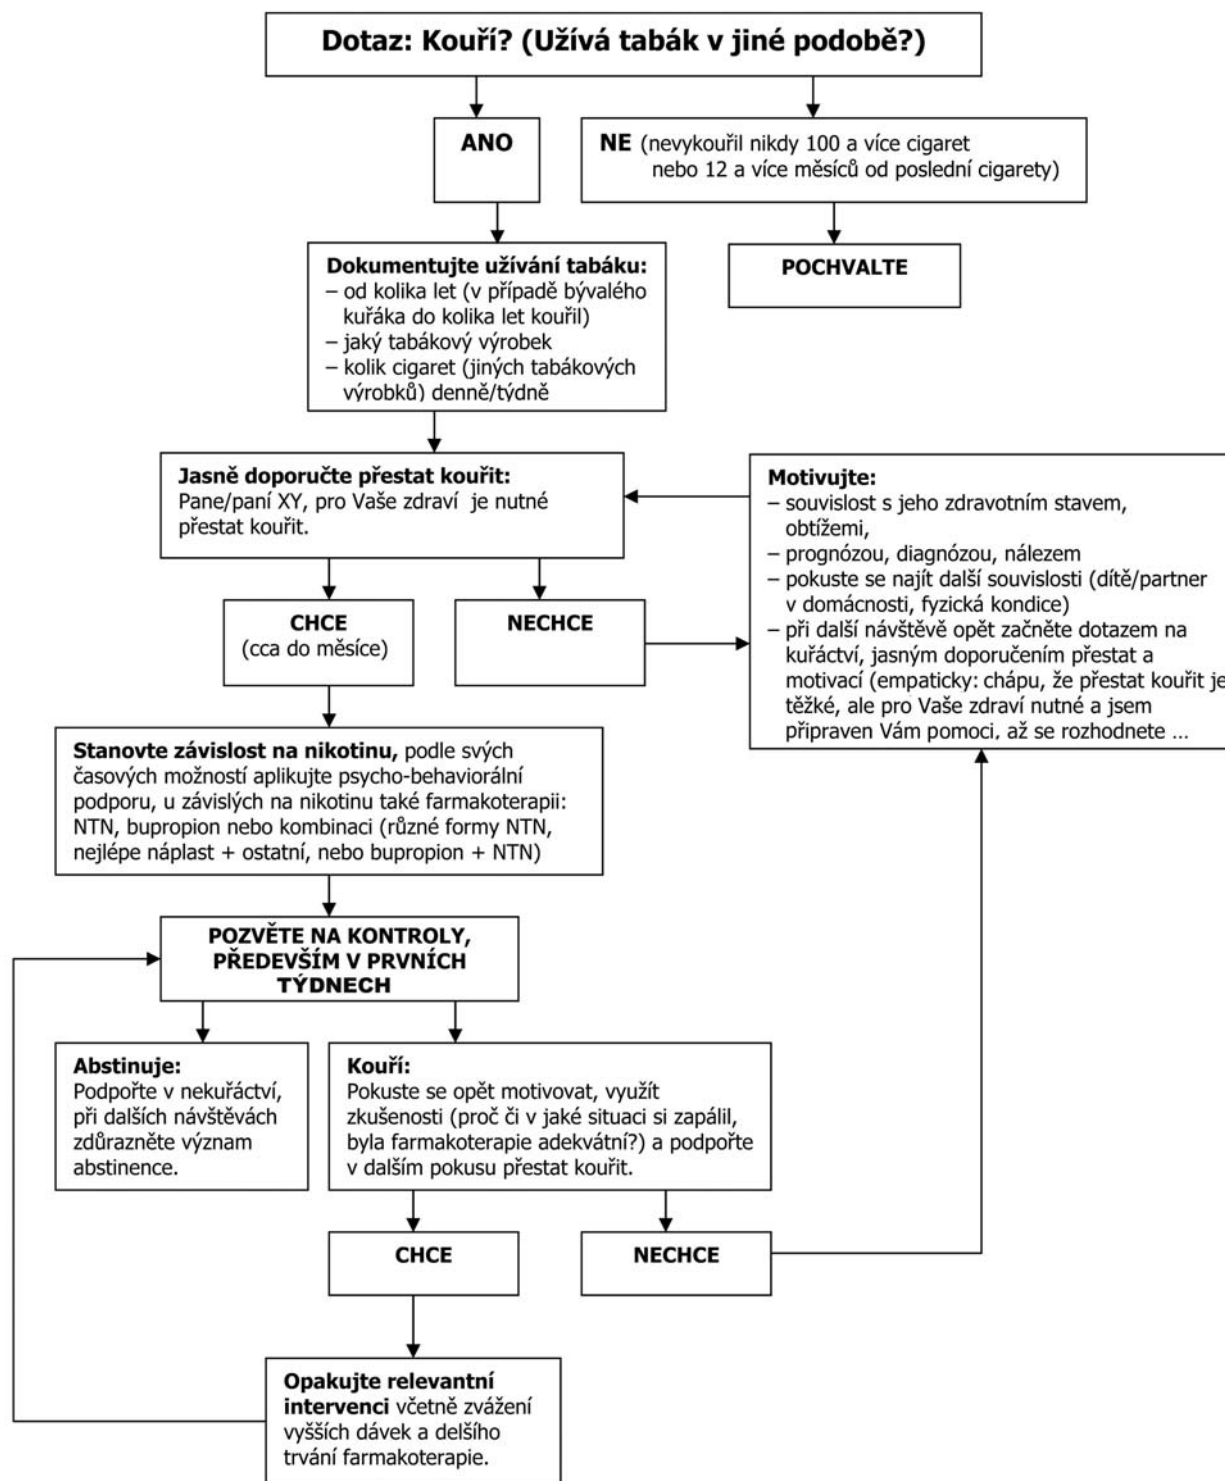 Dotaz: Kouří? (Užívá tabák v jiné podobě?)
ANO
NE (nevykouřil nikdy 100 a více cigaret
nebo 12 a více měsíců od poslední cigarety)
Dokumentujte užívání tabáku:
– od kolika let (v případě bývalého
kuřáka do kolika let kouřil)
– jaký tabákový výrobek
– kolik cigaret (jiných tabákových
výrobků) denně/týdně
POCHVALTE
Jasně doporučte přestat kouřit:
Pane/paní XY, pro Vaše zdraví je nutné
přestat kouřit.
Motivujte:
– souvislost s jeho zdravotním stavem,
obtížemi,
– prognózou, diagnózou, nálezem
– pokuste se najít další souvislosti (dítě/partner
v domácnosti, fyzická kondice)
– při další návštěvě opět začněte dotazem na
kuřáctví, jasným doporučením přestat a
motivací (empaticky: chápu, že přestat kouřit je
těžké, ale pro Vaše zdraví nutné a jsem
připraven Vám pomoci, až se rozhodnete ...
CHCE
(cca do měsíce)
NECHCE
Stanovte závislost na nikotinu, podle svých
časových možností aplikujte psycho-behaviorální
podporu, u závislých na nikotinu také farmakoterapii:
NTN, bupropion nebo kombinaci (různé formy NTN,
nejlépe náplast + ostatní, nebo bupropion + NTN)
POZVĚTE NA KONTROLY,
PŘEDEVŠÍM V PRVNÍCH
TÝDNECH
Abstinuje:
Podpořte v nekuřáctví,
při dalších návštěvách
zdůrazněte význam
abstinence.
Kouří:
Pokuste se opět motivovat, využít
zkušenosti (proč či v jaké situaci si zapálil,
byla farmakoterapie adekvátní?) a podpořte
v dalším pokusu přestat kouřit.
CHCE
NECHCE
Opakujte relevantní
intervenci včetně zvážení
vyšších dávek a delšího
trvání farmakoterapie.